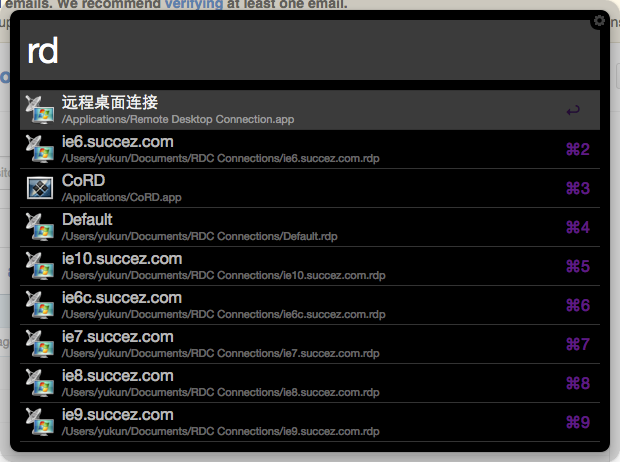 emails. We recommend verifying at least one email.
rd
远程桌面连接
/Applications/Remote Desktop Connection.app
ie6.succez.com
/Users/yukun/Documents/RDC Connections/ie6.succez.com.rdp
⌘2
CoRD
/Applications/CoRD.app
⌘3
Default
/Users/yukun/Documents/RDC Connections/Default.rdp
⌘4
ie10.succez.com
/Users/yukun/Documents/RDC Connections/ie10.succez.com.rdp
⌘5
ie6c.succez.com
/Users/yukun/Documents/RDC Connections/ie6c.succez.com.rdp
⌘6
ie7.succez.com
/Users/yukun/Documents/RDC Connections/ie7.succez.com.rdp
⌘7
ie8.succez.com
/Users/yukun/Documents/RDC Connections/ie8.succez.com.rdp
⌘8
ie9.succez.com
/Users/yukun/Documents/RDC Connections/ie9.succez.com.rdp
⌘9